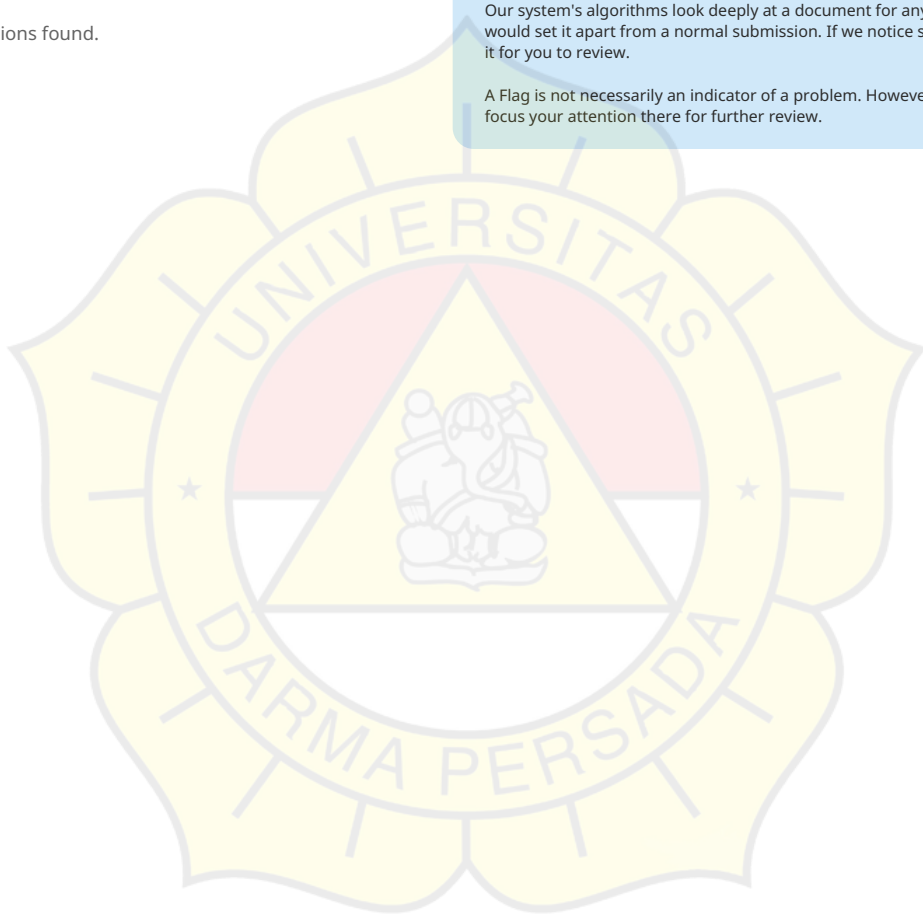 ions found.
Our system's algorithms look deeply at a document for any
would set it apart from a normal submission. If we notice s
it for you to review.
A Flag is not necessarily an indicator of a problem. Howeve
focus your attention there for further review.
UNIVERSITAS
DARMA PERSADA